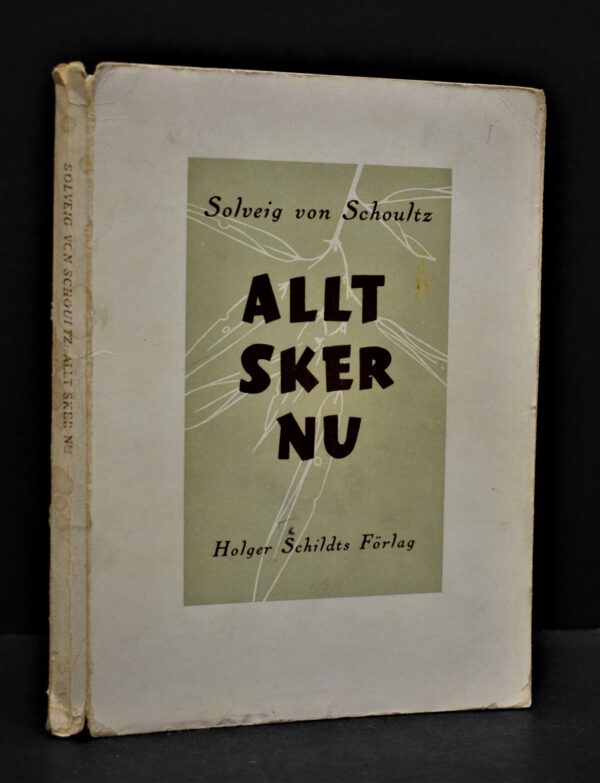 SOLVEIG VON SCHOULTZ: ALLT SKER NU
Solveig von Schoultz
ALLT
SKER
NU
Holger Schildts Förlag